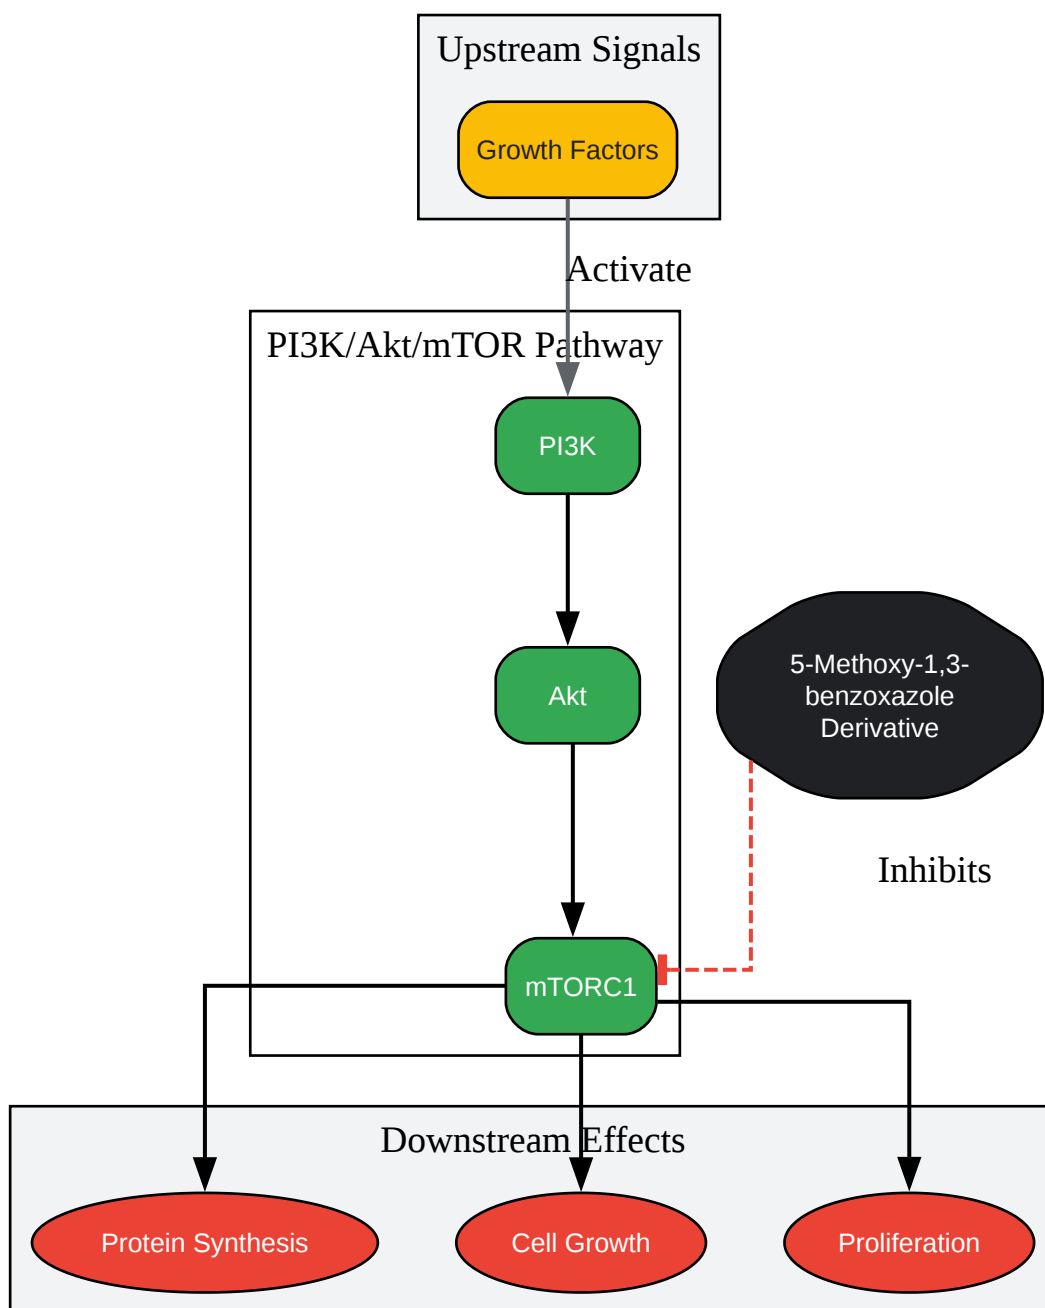 Upstream Signals
Growth Factors
Activate
PI3K/Akt/mTOR Pathway
PI3K
Akt
5-Methoxy-1,3-
benzoxazole
Derivative
Inhibits
mTORC1
Downstream Effects
Protein Synthesis
Cell Growth
Proliferation